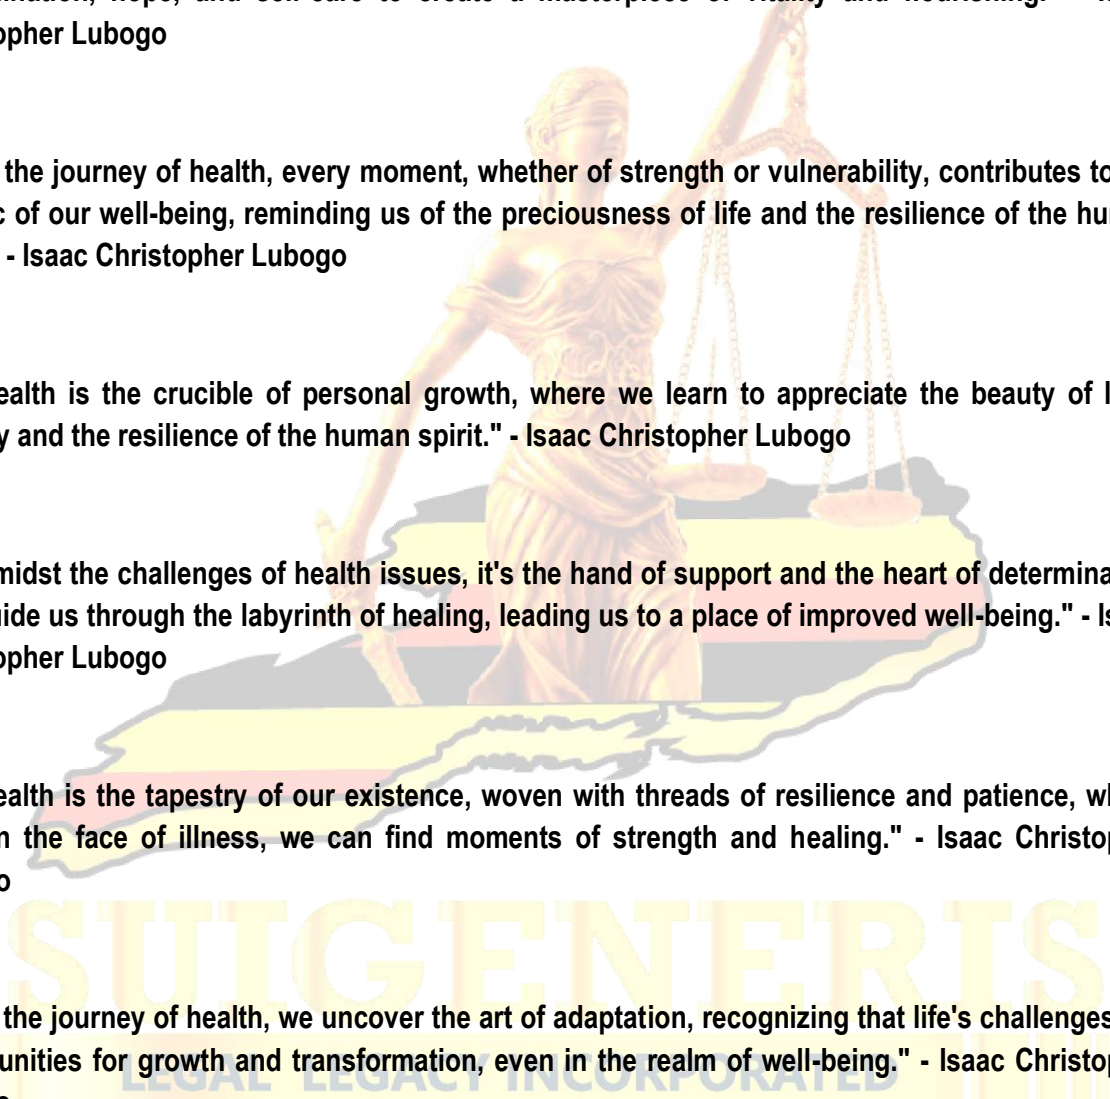 opher Lubogo
the journey of health, every moment, whether of strength or vulnerability, contributes to
c of our well-being, reminding us of the preciousness of life and the resilience of the hu
- Isaac Christopher Lubogo
ealth is the crucible of personal growth, where we learn to appreciate the beauty of l
y and the resilience of the human spirit." - Isaac Christopher Lubogo
midst the challenges of health issues, it's the hand of support and the heart of determina
uide us through the labyrinth of healing, leading us to a place of improved well-being." - Is
opher Lubogo
ealth is the tapestry of our existence, woven with threads of resilience and patience, wh
n the face of illness, we can find moments of strength and healing." - Isaac Christop
o
SUIGENERIS
the journey of health, we uncover the art of adaptation, recognizing that life's challenges
unities for growth and transformation, even in the realm of well-being." - Isaac Christop
LEGAL LEGACY INCORPORATED